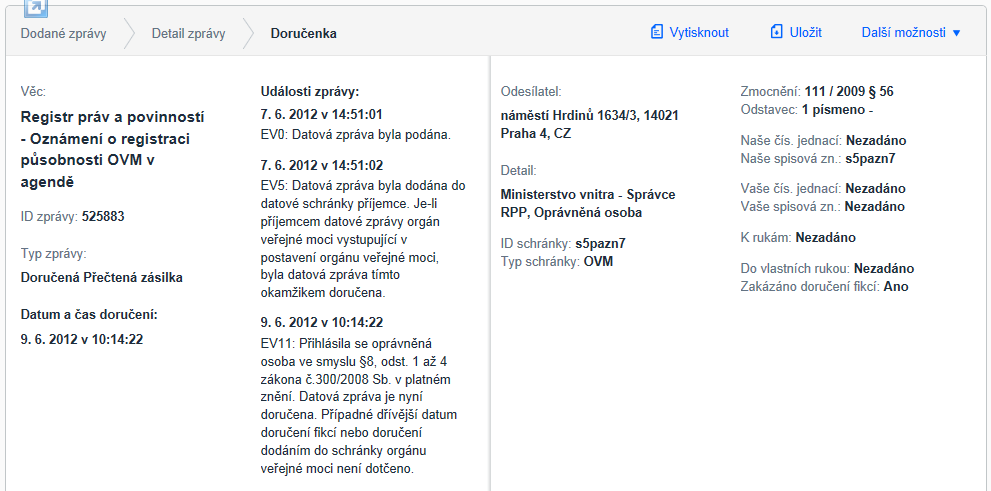 Dodané zprávy
Detail zprávy
Doručenka
Vytisknout
Uložit
Další možnosti
Věc:
Registr práv a povinností
- Oznámení o registraci
působnosti OVM v
agendě
ID zprávy: 525883
Typ zprávy:
Doručená Přečtená zásilka
Datum a čas doručení:
9. 6. 2012 v 10:14:22
Události zprávy:
7. 6. 2012 v 14:51:01
EV0: Datová zpráva byla podána.
7. 6. 2012 v 14:51:02
EV5: Datová zpráva byla dodána do
datové schránky příjemce. Je-li
příjemcem datové zprávy orgán
veřejné moci vystupující v
postavení orgánu veřejné moci,
byla datová zpráva tímto
okamžikem doručena.
9. 6. 2012 v 10:14:22
EV11: Přihlásila se oprávněná
osoba ve smyslu §8, odst. 1 až 4
zákona č.300/2008 Sb. v platném
znění. Datová zpráva je nyní
doručena. Případné dřívější datum
doručení fikcí nebo doručení
dodáním do schránky orgánu
veřejné moci není dotčeno.
Odesílatel:
náměstí Hrdinů 1634/3, 14021
Praha 4, CZ
Detail:
Ministerstvo vnitra - Správce
RPP, Oprávněná osoba
ID schránky: s5pazn7
Typ schránky: OVM
Zmocnění: 111 / 2009 § 56
Odstavec: 1 písmeno -
Naše čís. jednací: Nezadáno
Naše spisová zn.: s5pazn7
Vaše čís. jednací: Nezadáno
Vaše spisová zn.: Nezadáno
K rukám: Nezadáno
Do vlastních rukou: Nezadáno
Zakázáno doručení fikcí: Ano